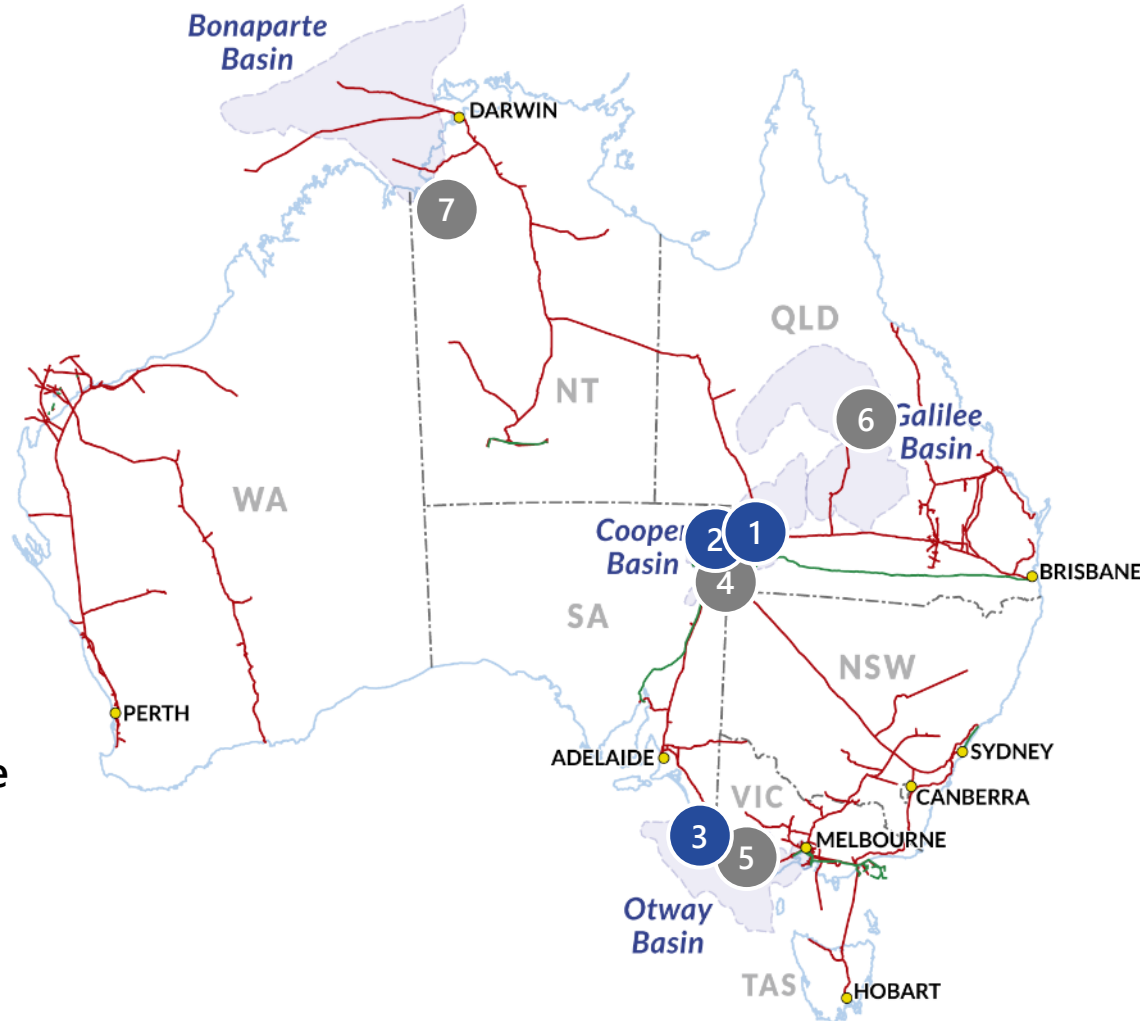 Bonaparte
Basin
DARWIN
7
QLD
NT
6
Galilee
Basin
WA
Cooper
Basin
2
1
4
BRISBANE
SA
NSW
PERTH
ADELAIDE
SYDNEY
VIC
CANBERRA
e
3
5
MELBOURNE
Otway
Basin
TAS
HOBART